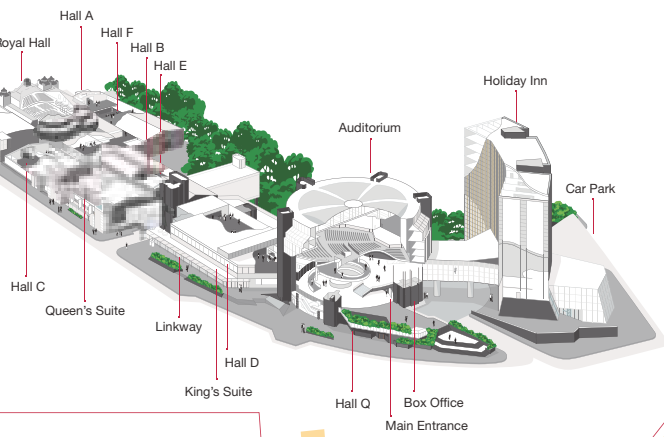 Hall A
Royal Hall
Hall F
Hall B
Hall E
Holiday Inn
Auditorium
Car Park
Hall C
Queen's Suite
Linkway
Hall D
King's Suite
Hall Q
Box Office
Main Entrance